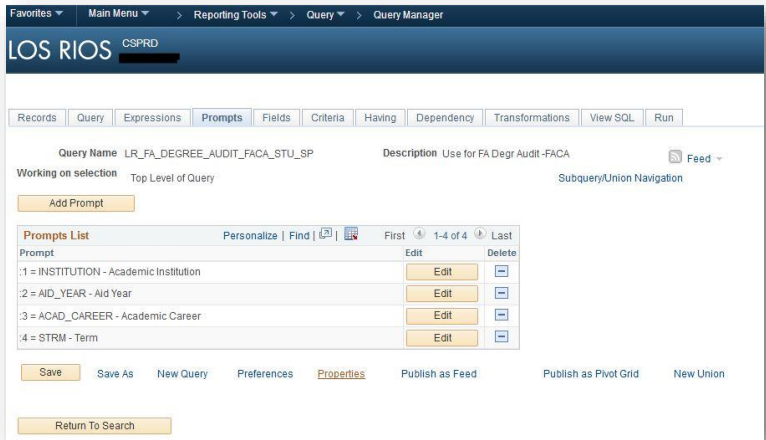 Favorites Main Menu > Reporting Tools > Query > Query Manager
LOS RIOS CSPRD
Records Query Expressions Prompts Fields Criteria Having Dependency Transformations View SQL Run
Query Name LR_FA_DEGREE_AUDIT_FACA_STU_SP Description Use for FA Degr Audit -FACA Feed
Working on selection Top Level of Query Subquery/Union Navigation
Add Prompt
Prompts List Personalize | Find | | First 1-4 of 4 Last
Prompt Edit Delete
:1 = INSTITUTION - Academic Institution Edit
:2 = AID_YEAR - Aid Year Edit
:3 = ACAD_CAREER - Academic Career Edit
:4 = STRM - Term Edit
Save Save As New Query Preferences Properties Publish as Feed Publish as Pivot Grid New Union
Return To Search